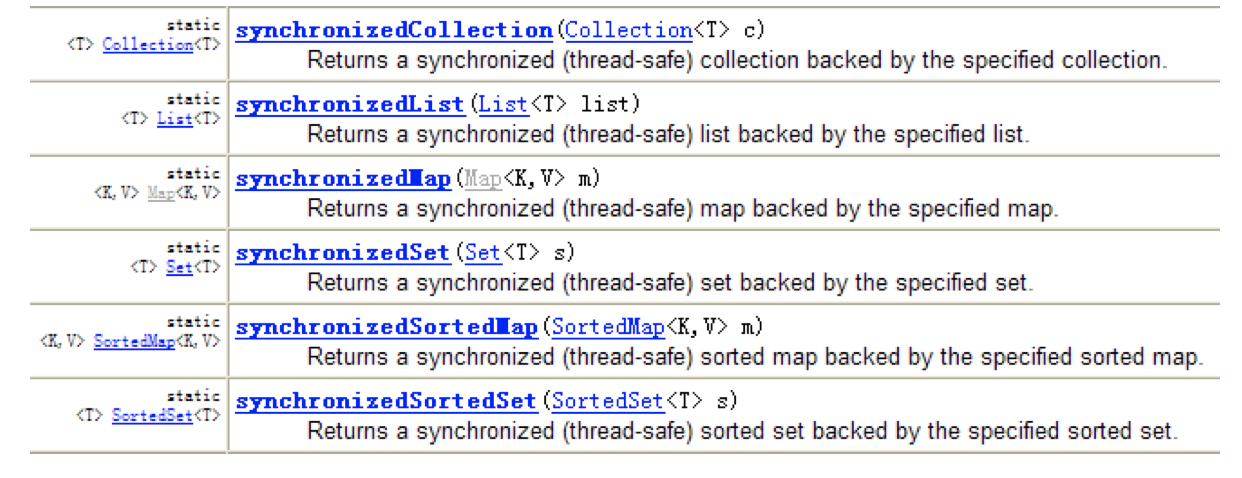 static
<T> Collection<T>
synchronizedCollection(Collection<T> c)
Returns a synchronized (thread-safe) collection backed by the specified collection.
static
<T> List<T>
synchronizedList(List<T> list)
Returns a synchronized (thread-safe) list backed by the specified list.
static
<K,V> Map<K,V>
synchronizedMap(Map<K,V> m)
Returns a synchronized (thread-safe) map backed by the specified map.
static
<T> Set<T>
synchronizedSet(Set<T> s)
Returns a synchronized (thread-safe) set backed by the specified set.
static
<K,V> SortedMap<K,V>
synchronizedSortedMap(SortedMap<K,V> m)
Returns a synchronized (thread-safe) sorted map backed by the specified sorted map.
static
<T> SortedSet<T>
synchronizedSortedSet(SortedSet<T> s)
Returns a synchronized (thread-safe) sorted set backed by the specified sorted set.